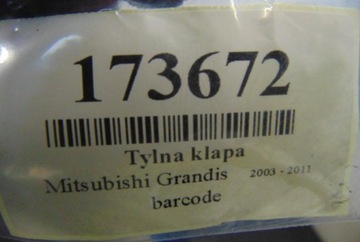 173672
Tylna klapa
Mitsubishi Grandis 2003 - 2011
barcode